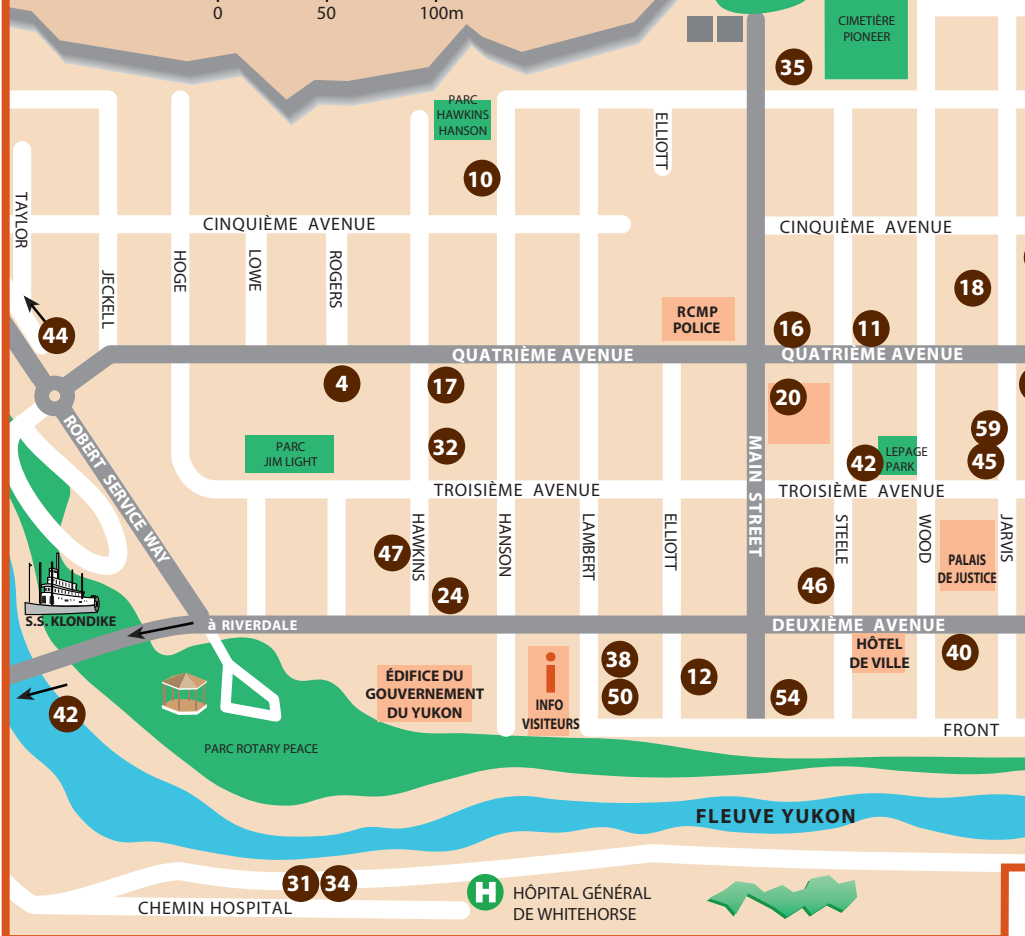 0 50 100m
CIMETIÈRE
PIONEER
35
PARC
HAWKINS
HANSON
ELLIOTT
10
TAYLOR
CINQUIÈME AVENUE
CINQUIÈME AVENUE
JECKELL
HOGE
LOWE
ROGERS
18
44
RCMP
POLICE
16
11
QUATRIÈME AVENUE
QUATRIÈME AVENUE
4
17
20
ROBERT SERVICE WAY
PARC
JIM LIGHT
32
MAIN STREET
42
LEPAGE
PARK
59
45
TROISIÈME AVENUE
TROISIÈME AVENUE
HAWKINS
HANSON
LAMBERT
ELLIOTT
STEELE
WOOD
JARVIS
47
24
46
PALAIS
DE JUSTICE
S.S. KLONDIKE
à RIVERDALE
DEUXIÈME AVENUE
HÔTEL
DE VILLE
40
38
50
12
54
ÉDIFICE DU
GOUVERNEMENT
DU YUKON
i
INFO
VISITEURS
42
FRONT
PARC ROTARY PEACE
FLEUVE YUKON
31
34
H
HÔPITAL GÉNÉRAL
DE WHITEHORSE
CHEMIN HOSPITAL